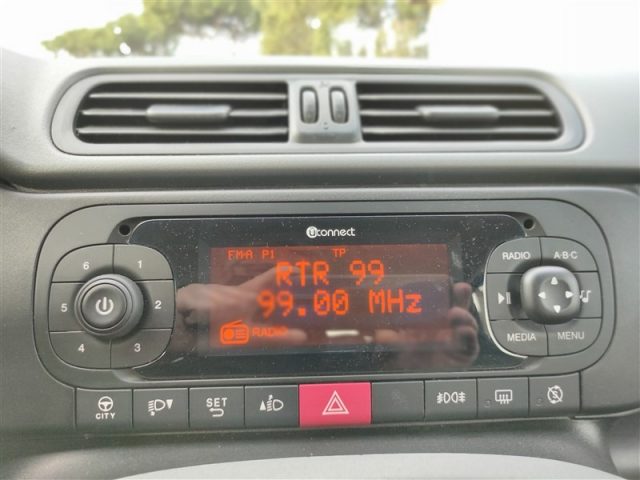 uconnect
FM-A P1 TP
RTR 99
99.00 MHz
RADIO
6 1
5 2
4 3
RADIO A-B-C
MEDIA MENU
CITY
SET